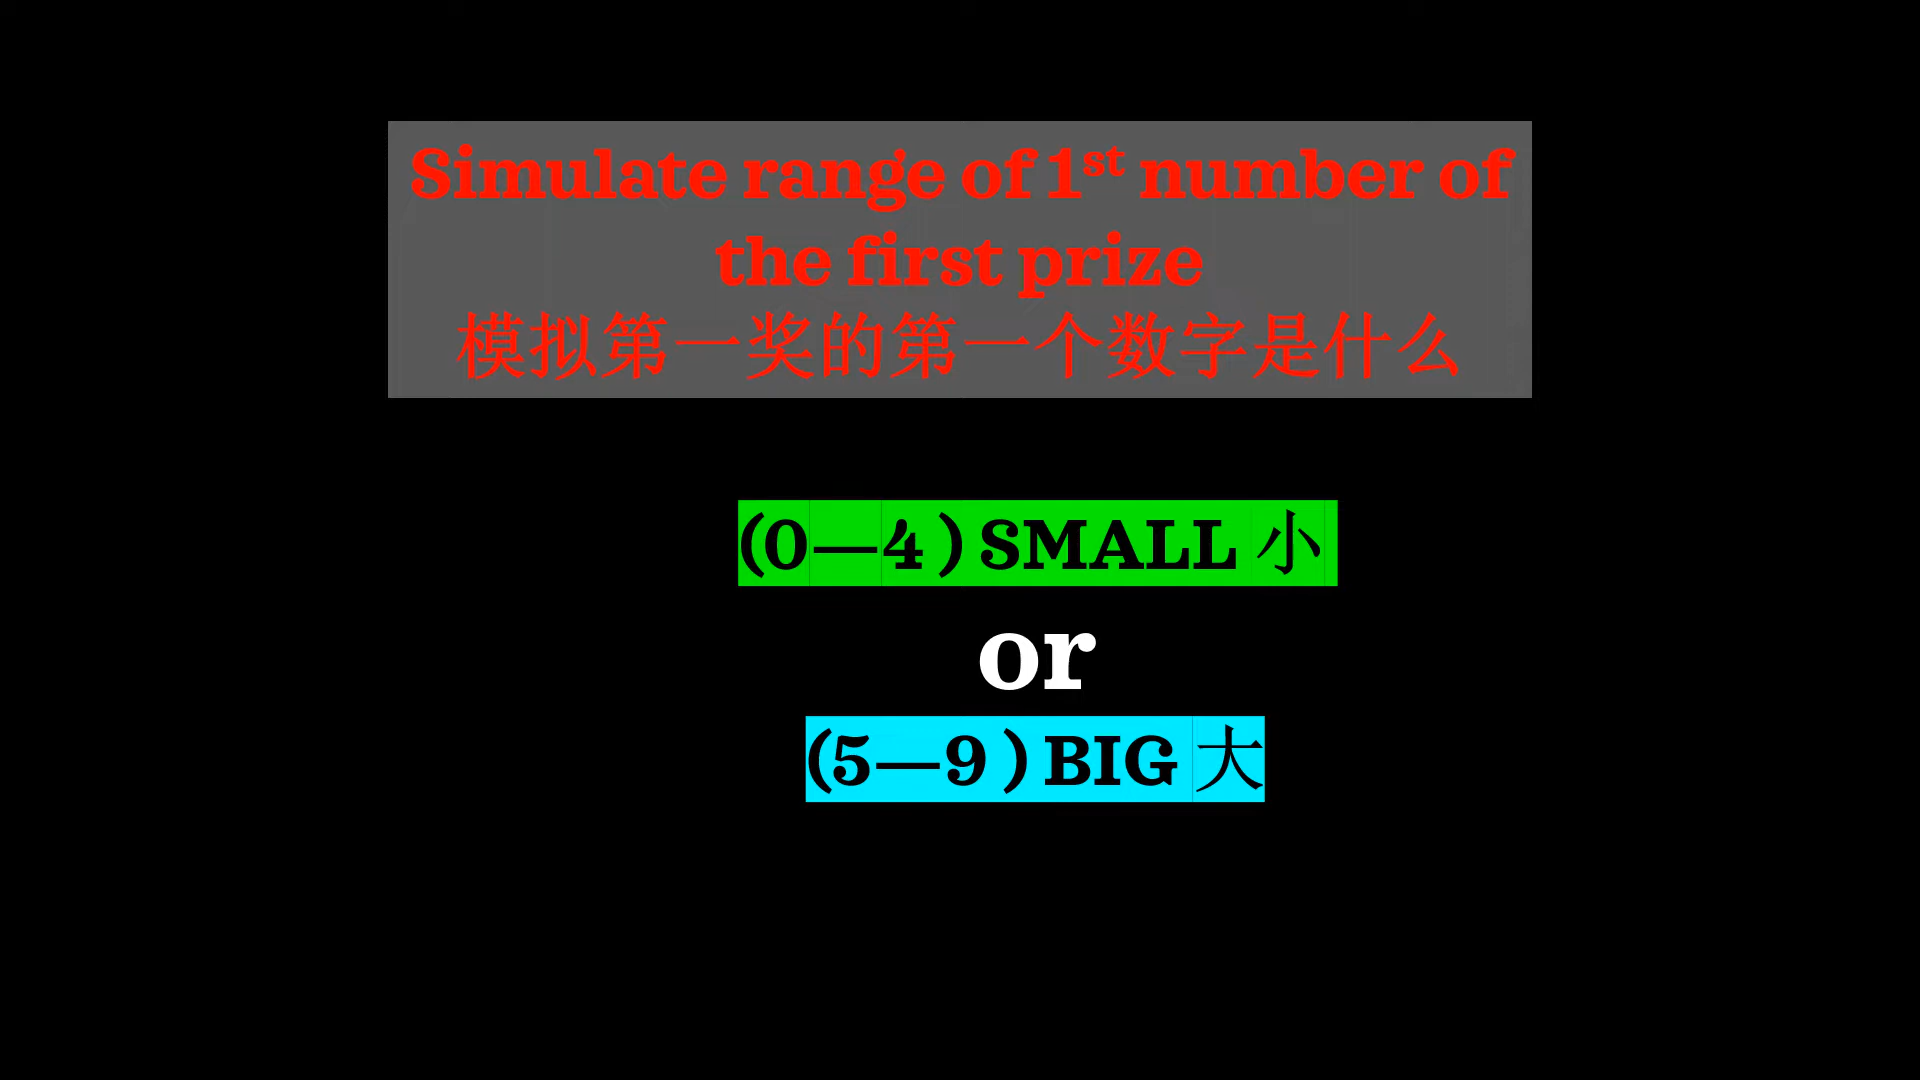 Simulate range of 1st number of
the first prize
模拟第一奖的第一个数字是什么
(0—4 ) SMALL 小
or
(5—9 ) BIG 大